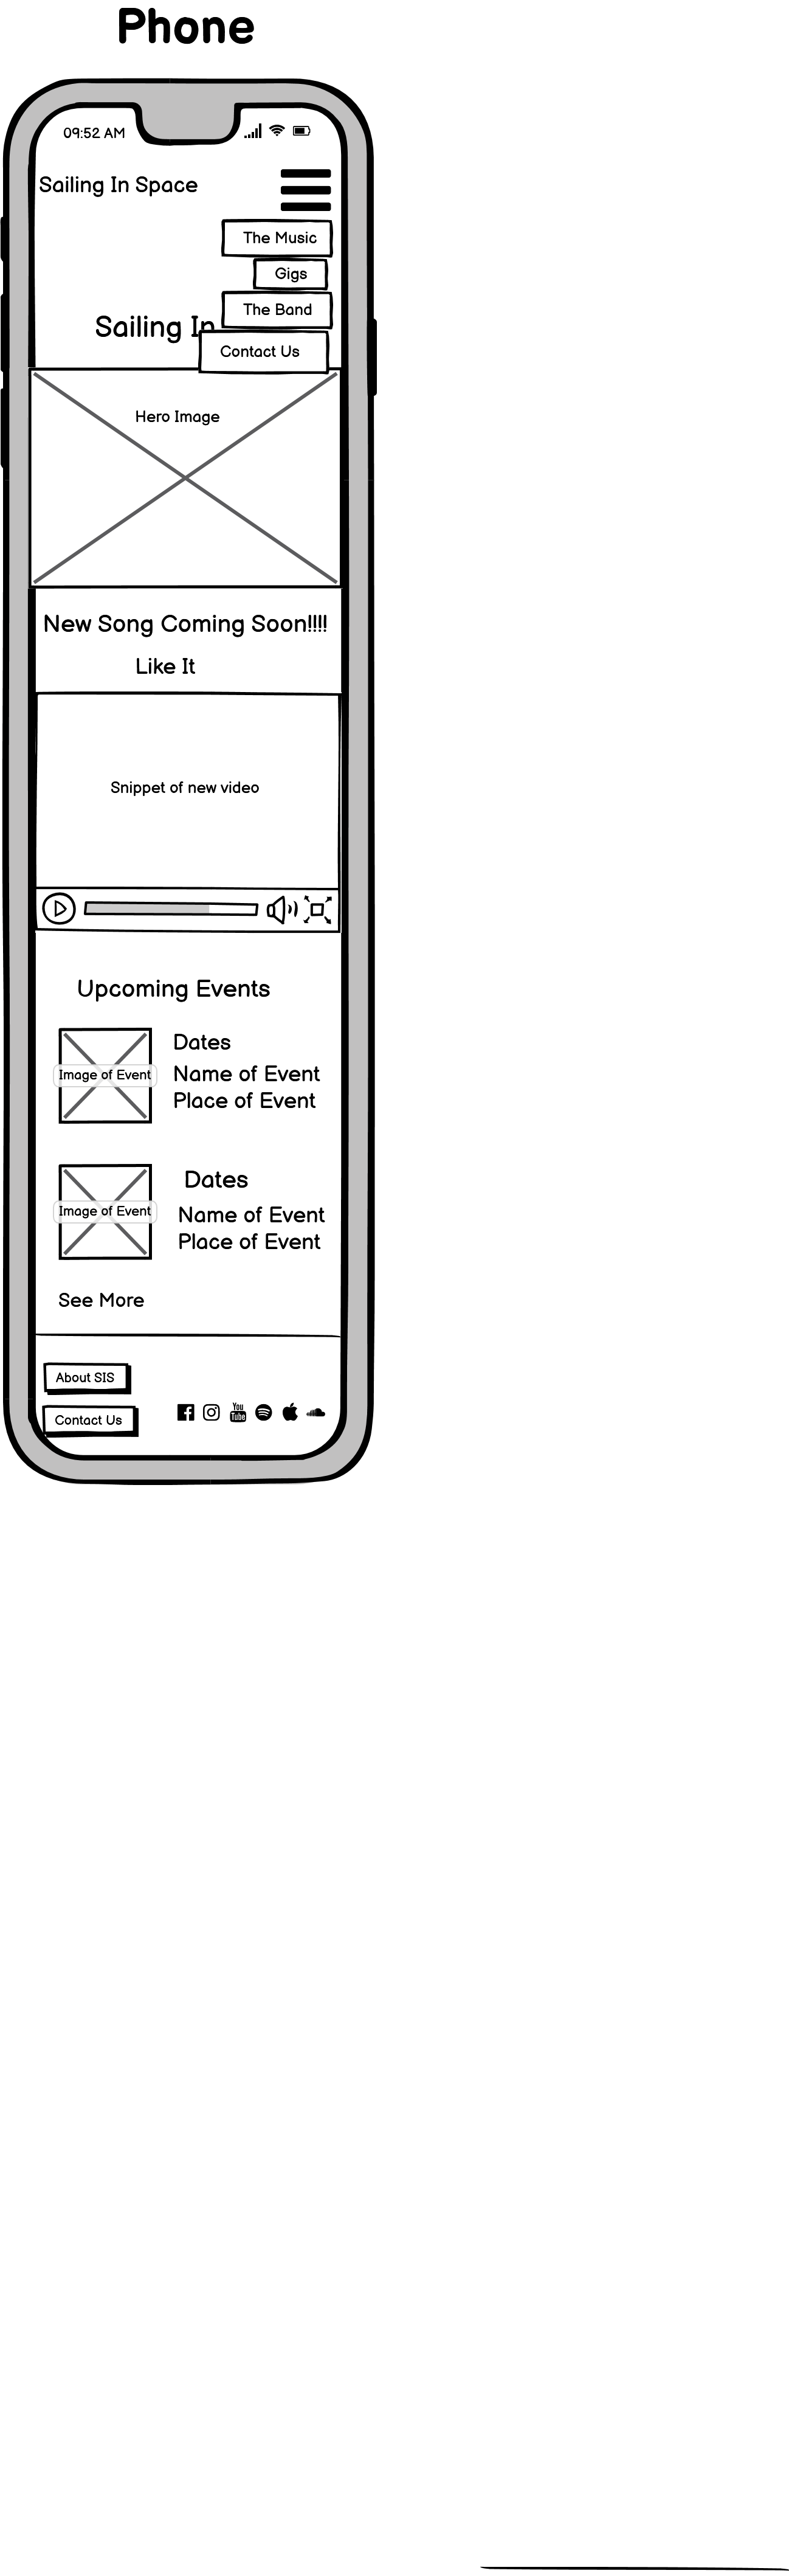 Phone
09:52 AM
Sailing In Space
The Music
Gigs
The Band
Sailing In
Contact Us
Hero Image
New Song Coming Soon!!!!
Like It
Snippet of new video
Upcoming Events
Image of Event
Dates
Name of Event
Place of Event
Image of Event
Dates
Name of Event
Place of Event
See More
About SIS
Contact Us
You
Tube